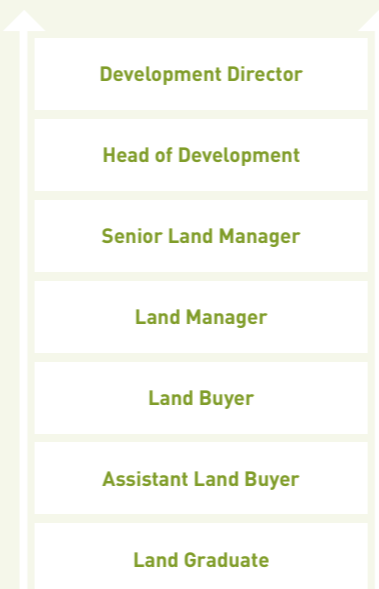 Development Director
Head of Development
Senior Land Manager
Land Manager
Land Buyer
Assistant Land Buyer
Land Graduate